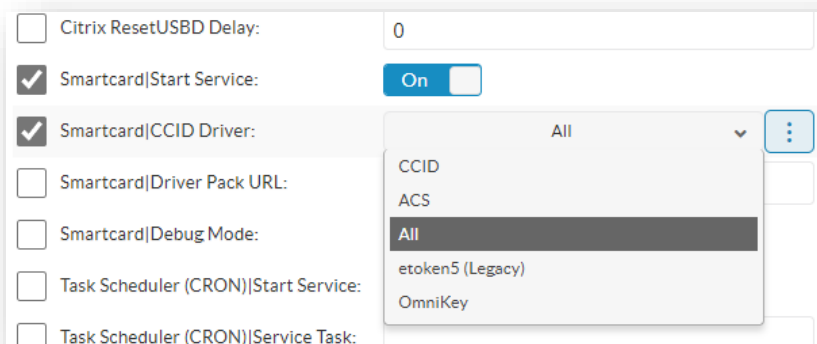 Citrix ResetUSBD Delay:
0
Smartcard|Start Service:
On
Smartcard|CCID Driver:
All
CCID
Smartcard|Driver Pack URL:
ACS
Smartcard|Debug Mode:
All
etoken5 (Legacy)
Task Scheduler (CRON)|Start Service:
OmniKey
Task Scheduler (CRON)|Service Task: